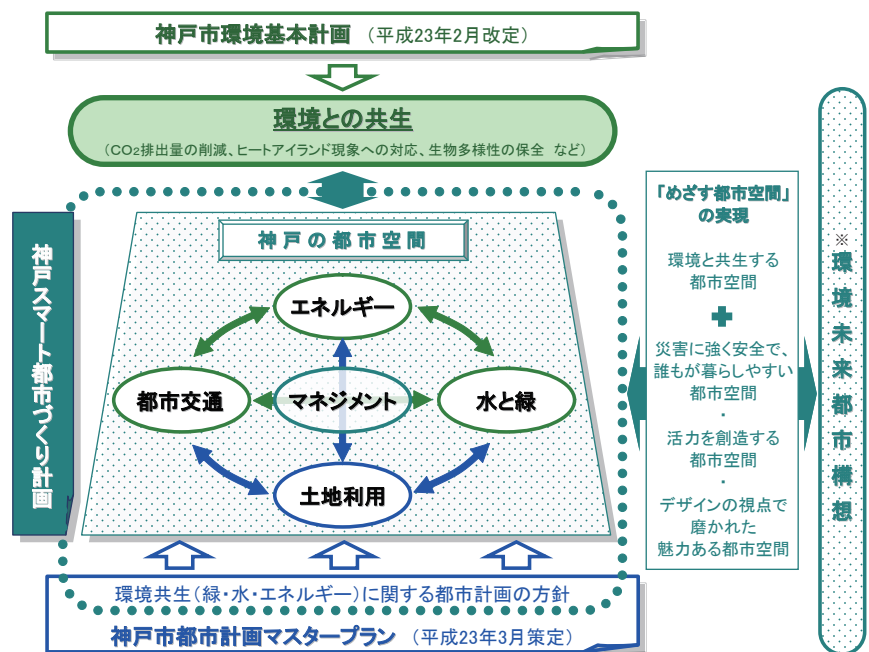 神戸市環境基本計画 （平成23年2月改定）
環境との共生
（CO₂排出量の削減、ヒートアイランド現象への対応、生物多様性の保全 など）
神戸スマート都市づくり計画
神戸の都市空間
エネルギー
都市交通
マネジメント
水と緑
土地利用
環境共生（緑・水・エネルギー）に関する都市計画の方針
神戸市都市計画マスタープラン （平成23年3月策定）
「めざす都市空間」
の実現
環境と共生する
都市空間
＋
災害に強く安全で、
誰もが暮らしやすい
都市空間
・
活力を創造する
都市空間
・
デザインの視点で
磨かれた
魅力ある都市空間
※
環境未来都市構想